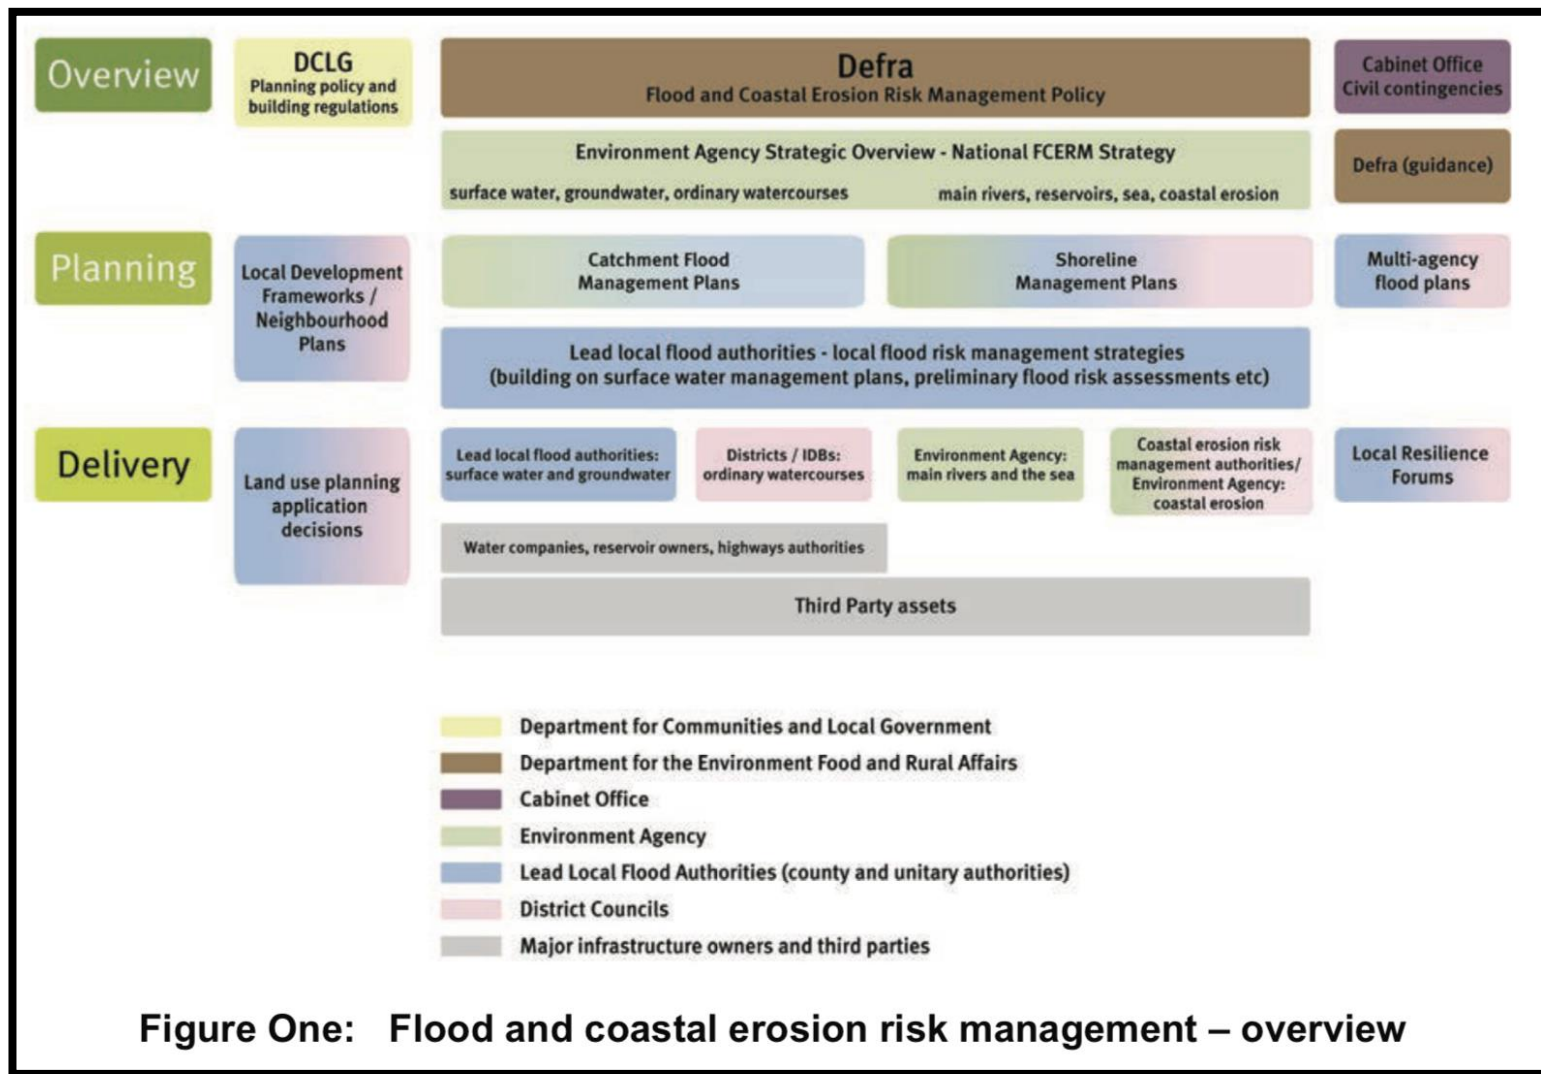 Overview
DCLG
Planning policy and
building regulations
Defra
Flood and Coastal Erosion Risk Management Policy
Cabinet Office
Civil contingencies
Environment Agency Strategic Overview - National FCERM Strategy
surface water, groundwater, ordinary watercourses
main rivers, reservoirs, sea, coastal erosion
Defra (guidance)
Planning
Local Development
Frameworks /
Neighbourhood
Plans
Catchment Flood
Management Plans
Shoreline
Management Plans
Multi-agency
flood plans
Lead local flood authorities - local flood risk management strategies
(building on surface water management plans, preliminary flood risk assessments etc)
Delivery
Land use planning
application
decisions
Lead local flood authorities:
surface water and groundwater
Districts / IDBs:
ordinary watercourses
Environment Agency:
main rivers and the sea
Coastal erosion risk
management authorities/
Environment Agency:
coastal erosion
Local Resilience
Forums
Water companies, reservoir owners, highways authorities
Third Party assets
Department for Communities and Local Government
Department for the Environment Food and Rural Affairs
Cabinet Office
Environment Agency
Lead Local Flood Authorities (county and unitary authorities)
District Councils
Major infrastructure owners and third parties
Figure One: Flood and coastal erosion risk management – overview